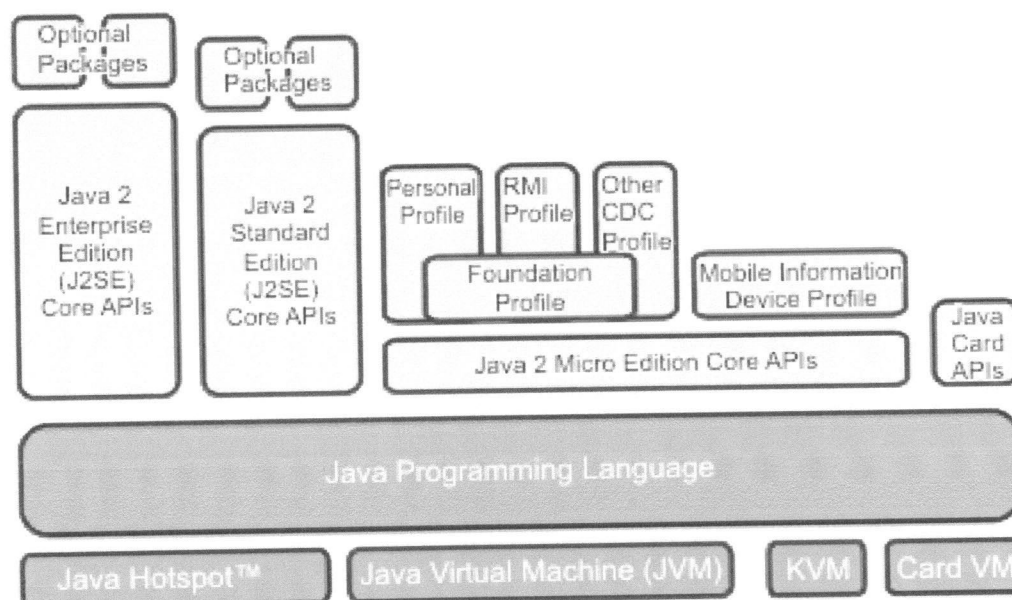 Optional
Packages
Optional
Packages
Java 2
Enterprise
Edition
(J2SE)
Core APIs
Java 2
Standard
Edition
(J2SE)
Core APIs
Personal
Profile
RMI
Profile
Other
CDC
Profile
Foundation
Profile
Mobile Information
Device Profile
Java 2 Micro Edition Core APIs
Java
Card
APIs
Java Programming Language
Java Hotspot™
Java Virtual Machine (JVM)
KVM
Card VM